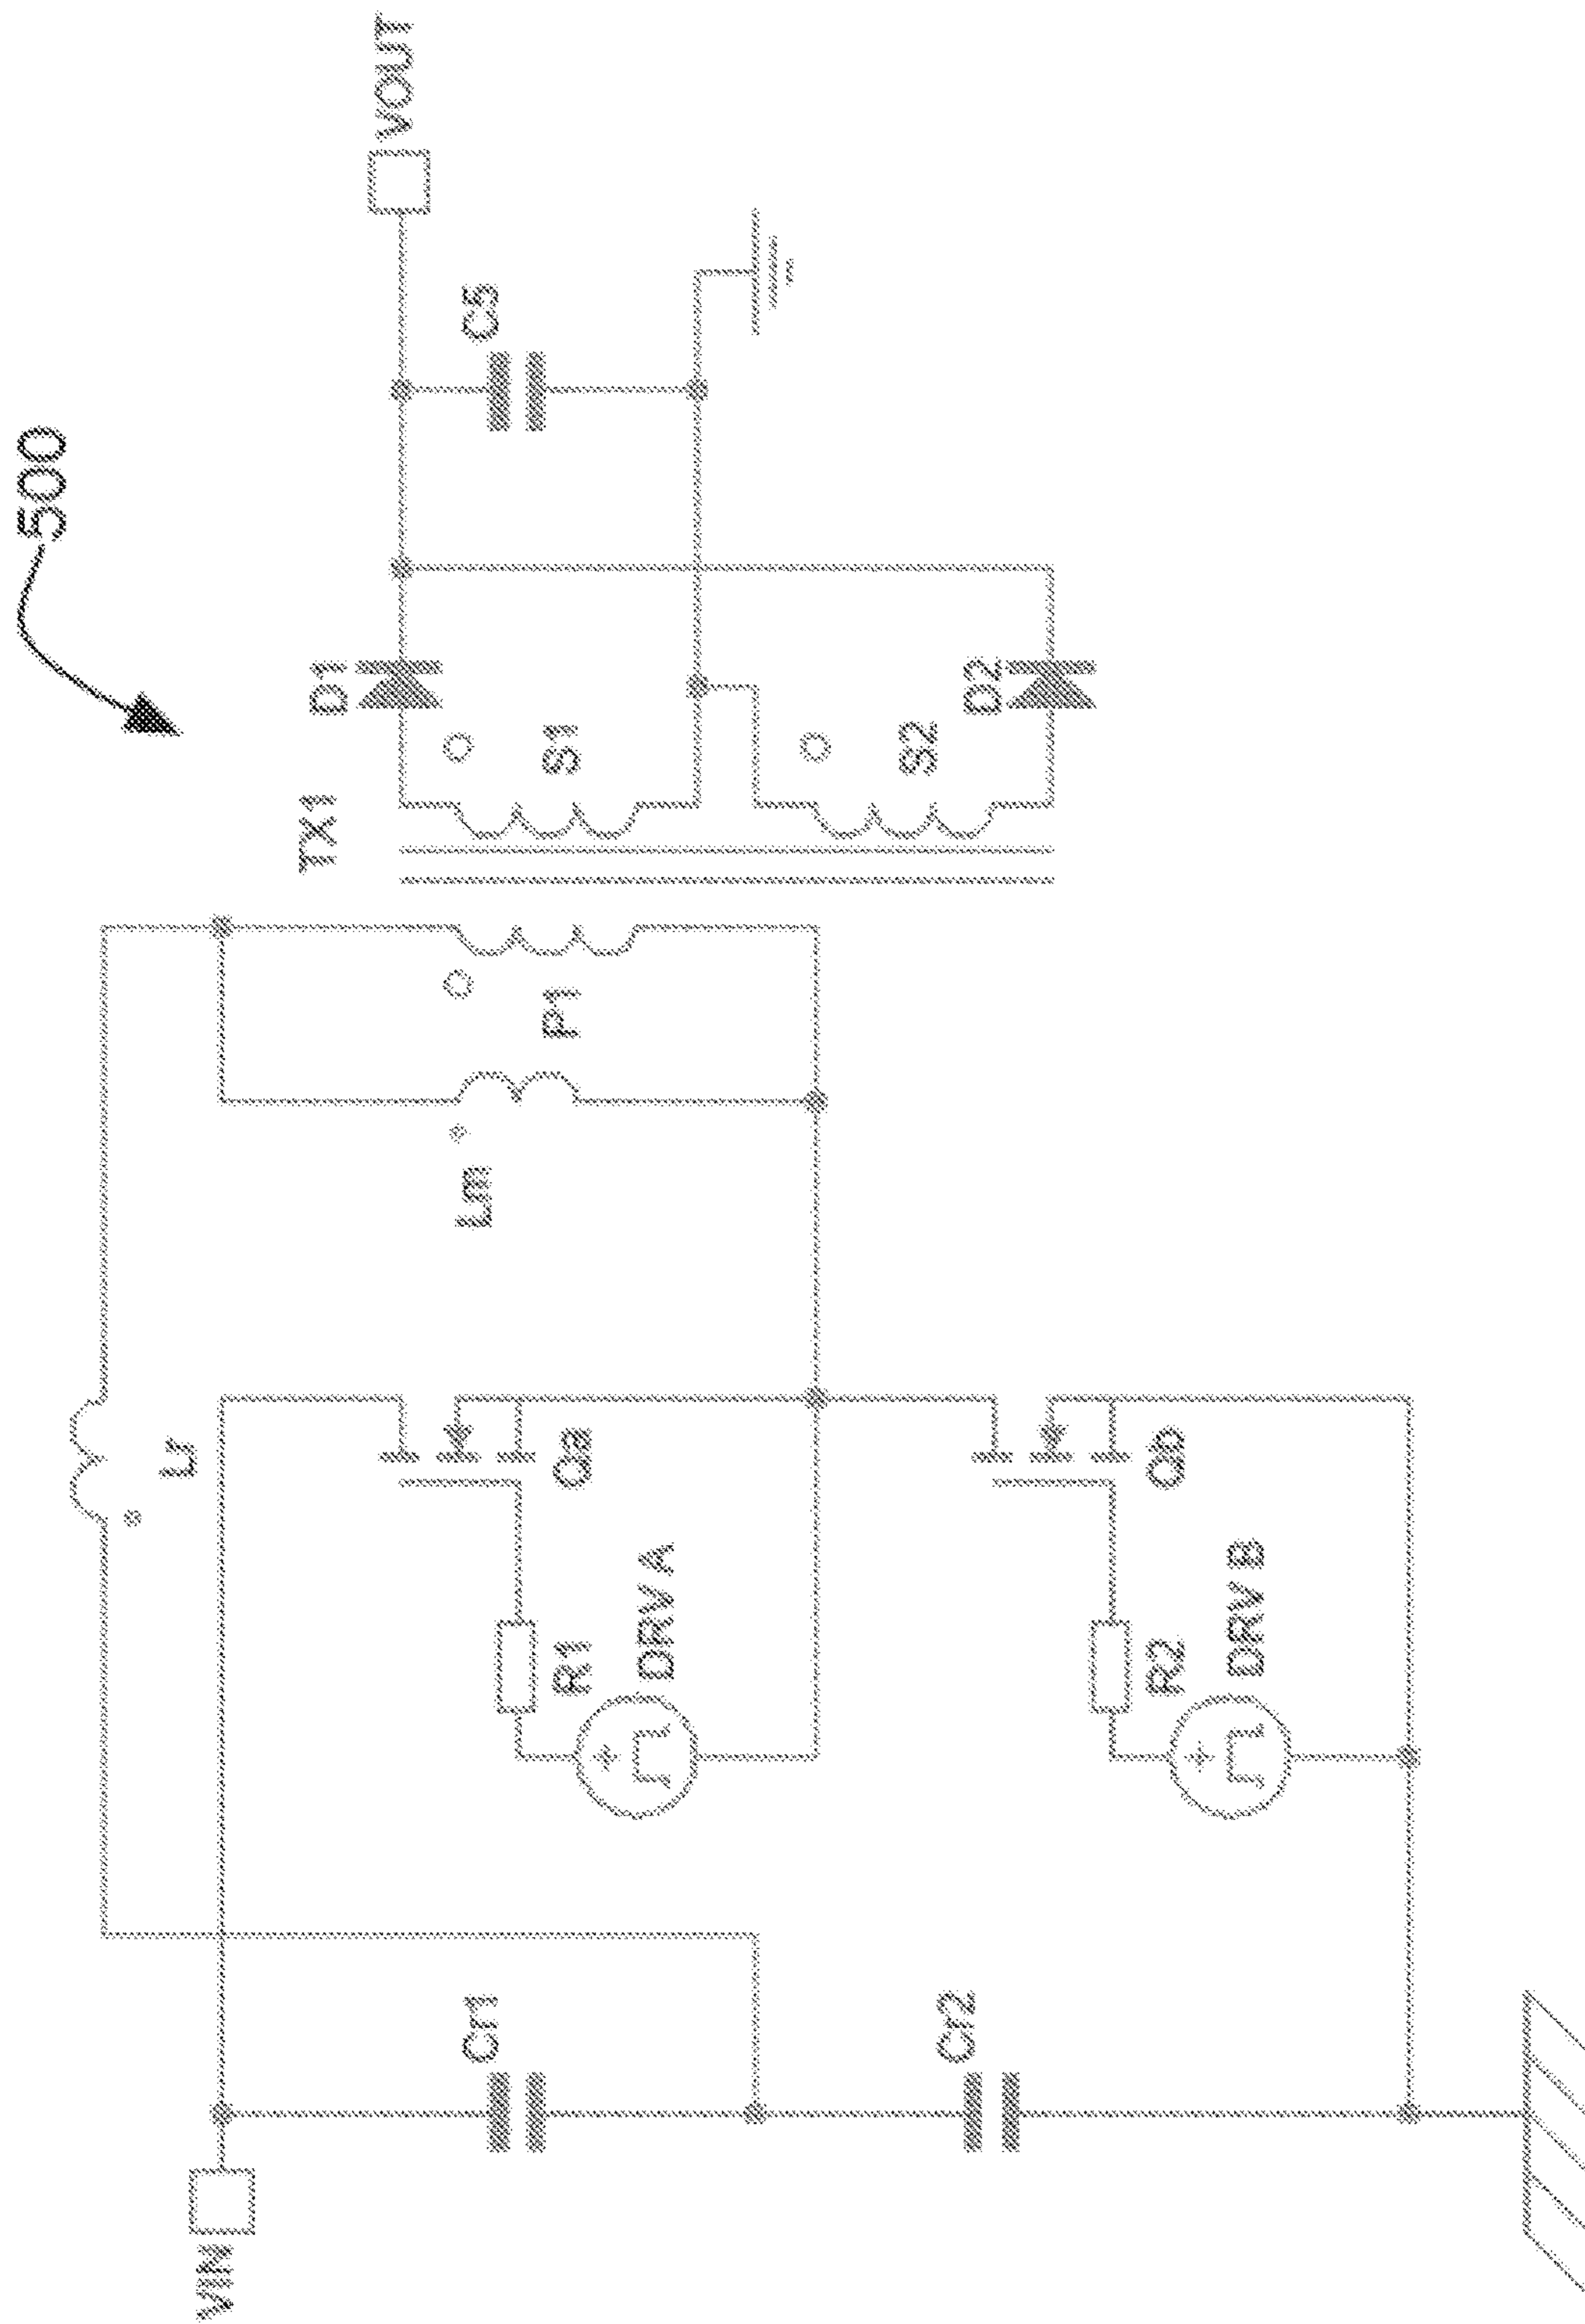 500
VIN
Cr1
Cr2
Lr
R1
DRV A
Qa
R2
DRV B
Qb
Lm
P1
TX1
S1
S2
D1
D2
C5
VOUT